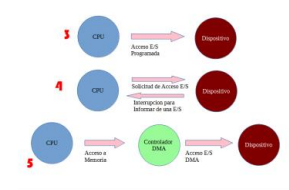 3
CPU
Dispositivo
Acceso E/S
Programada
4
CPU
Dispositivo
Solicitud de Acceso E/S
Interrupcion para
Informar de una E/S
5
CPU
Controlador
DMA
Dispositivo
Acceso a
Memoria
Acceso E/S
DMA